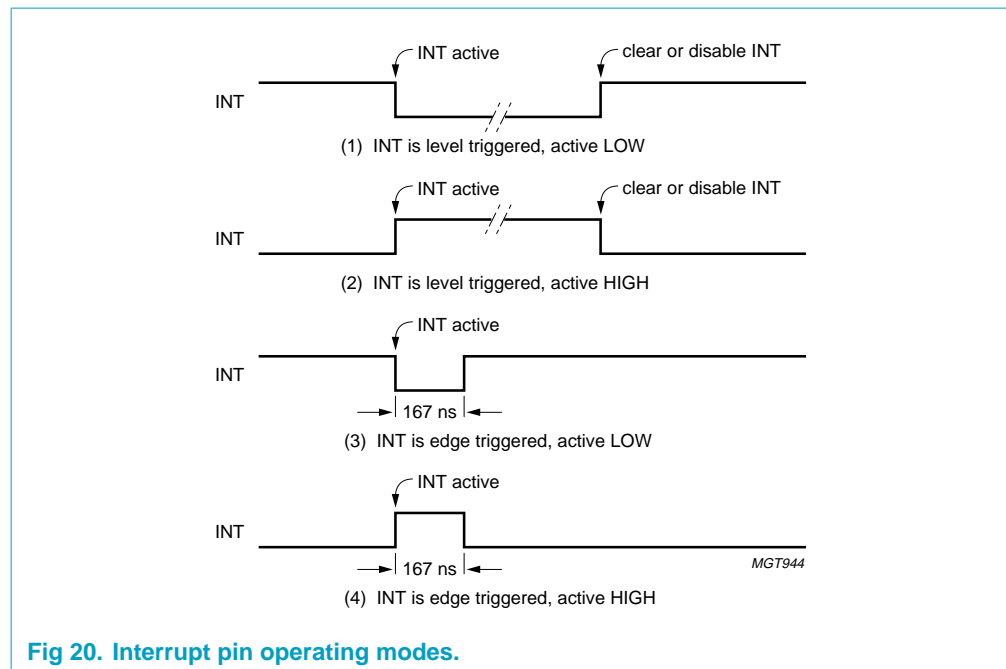 INT active
clear or disable INT
INT
(1) INT is level triggered, active LOW
INT active
clear or disable INT
INT
(2) INT is level triggered, active HIGH
INT active
INT
167 ns
(3) INT is edge triggered, active LOW
INT active
INT
167 ns
MGT944
(4) INT is edge triggered, active HIGH
Fig 20. Interrupt pin operating modes.